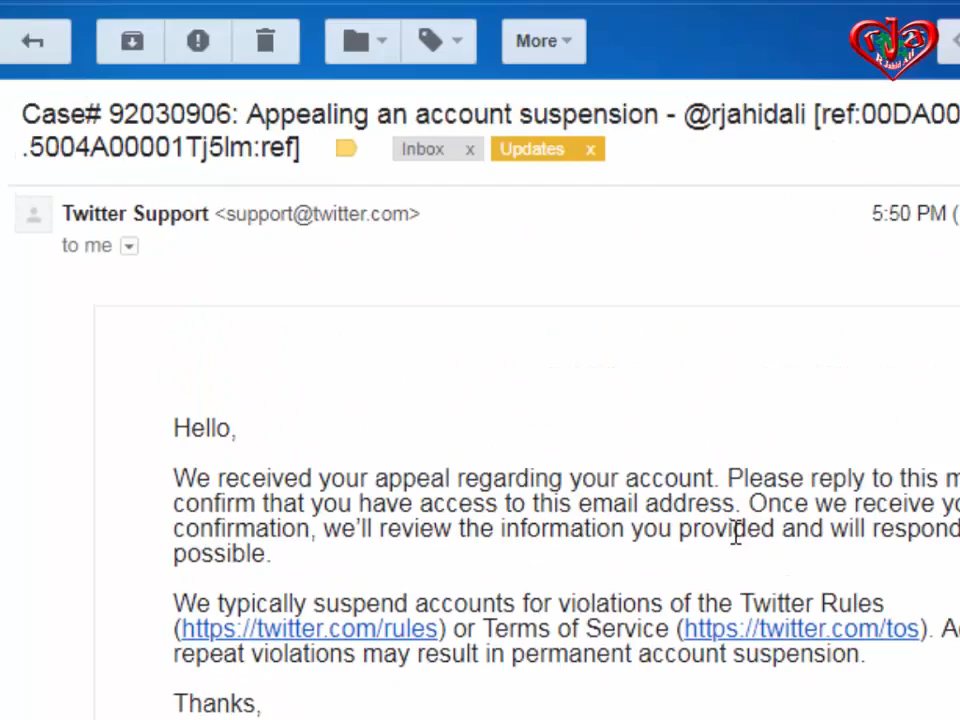 More
RJA
R Jahid Ali
Case# 92030906: Appealing an account suspension - @rjahidali [ref:00DA00
.5004A00001Tj5lm:ref] Inbox x Updates x
Twitter Support <support@twitter.com> 5:50 PM (
to me
Hello,
We received your appeal regarding your account. Please reply to this m
confirm that you have access to this email address. Once we receive yo
confirmation, we'll review the information you provided and will respond
possible.
We typically suspend accounts for violations of the Twitter Rules
(https://twitter.com/rules) or Terms of Service (https://twitter.com/tos). A
repeat violations may result in permanent account suspension.
Thanks,